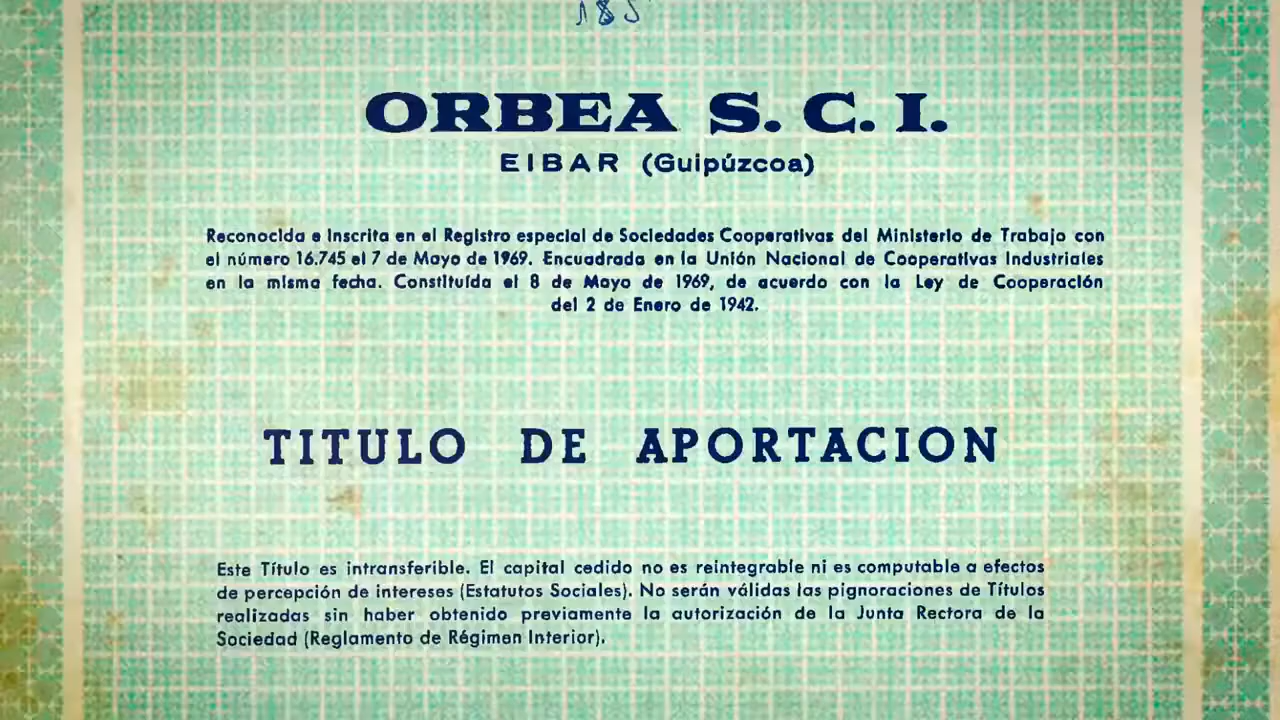 185
ORBEA S. C. I.
EIBAR (Guipúzcoa)
Reconocida e Inscrita en el Registro especial de Sociedades Cooperativas del Ministerio de Trabajo con
el número 16.745 el 7 de Mayo de 1969. Encuadrada en la Unión Nacional de Cooperativas Industriales
en la misma fecha. Constituída el 8 de Mayo de 1969, de acuerdo con la Ley de Cooperación
del 2 de Enero de 1942.
TITULO DE APORTACION
Este Título es intransferible. El capital cedido no es reintegrable ni es computable a efectos
de percepción de intereses (Estatutos Sociales). No serán válidas las pignoraciones de Títulos
realizadas sin haber obtenido previamente la autorización de la Junta Rectora de la
Sociedad (Reglamento de Régimen Interior).